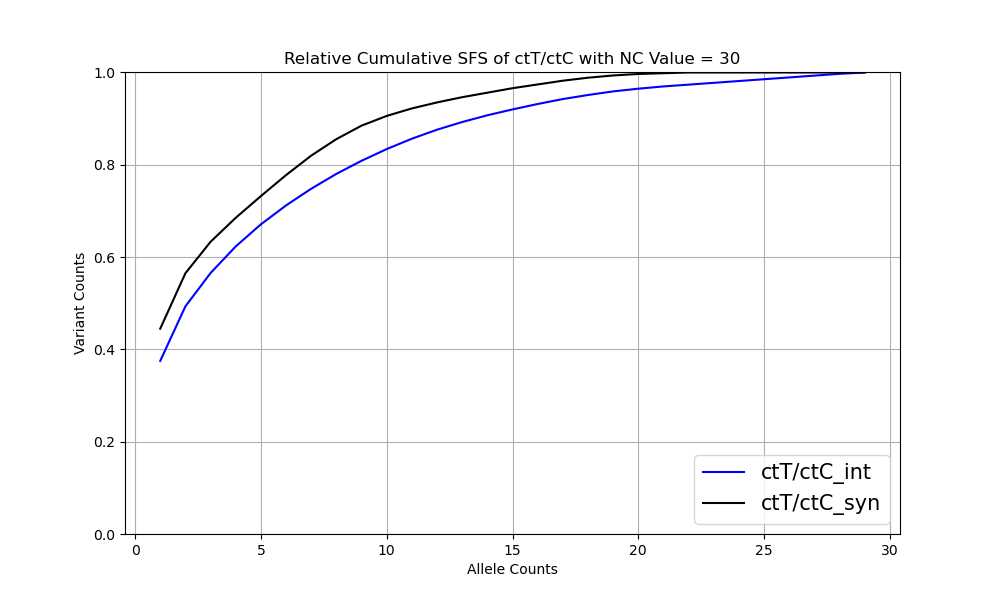 Relative Cumulative SFS of ctT/ctC with NC Value = 30
Variant Counts
1.0
0.8
0.6
0.4
0.2
0.0
0 5 10 15 20 25 30
Allele Counts
ctT/ctC_int
ctT/ctC_syn